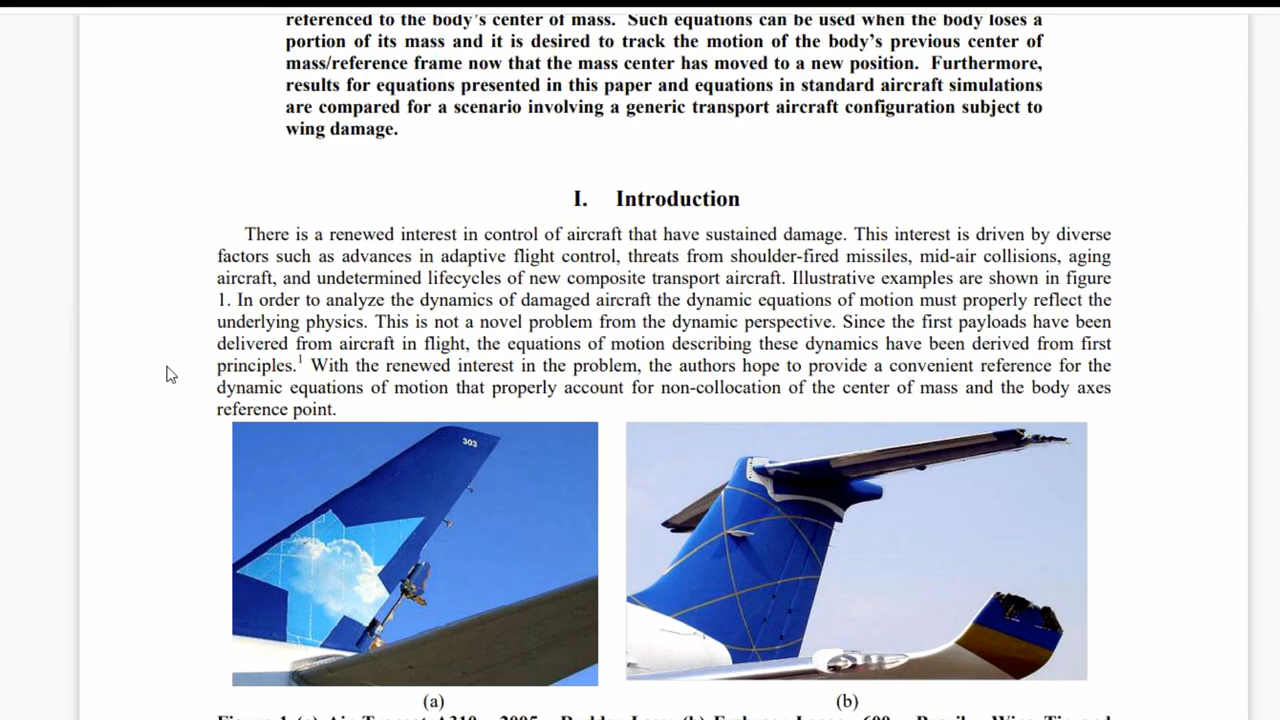 referenced to the body's center of mass. Such equations can be used when the body loses a
portion of its mass and it is desired to track the motion of the body's previous center of
mass/reference frame now that the mass center has moved to a new position. Furthermore,
results for equations presented in this paper and equations in standard aircraft simulations
are compared for a scenario involving a generic transport aircraft configuration subject to
wing damage.
I. Introduction
There is a renewed interest in control of aircraft that have sustained damage. This interest is driven by diverse
factors such as advances in adaptive flight control, threats from shoulder-fired missiles, mid-air collisions, aging
aircraft, and undetermined lifecycles of new composite transport aircraft. Illustrative examples are shown in figure
1. In order to analyze the dynamics of damaged aircraft the dynamic equations of motion must properly reflect the
underlying physics. This is not a novel problem from the dynamic perspective. Since the first payloads have been
delivered from aircraft in flight, the equations of motion describing these dynamics have been derived from first
principles.1 With the renewed interest in the problem, the authors hope to provide a convenient reference for the
dynamic equations of motion that properly account for non-collocation of the center of mass and the body axes
reference point.
303
(a) (b)